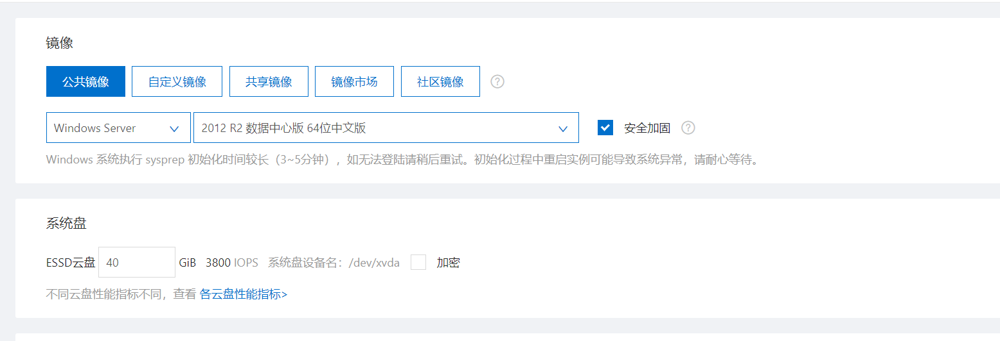 镜像
公共镜像 自定义镜像 共享镜像 镜像市场 社区镜像 ?
Windows Server 2012 R2 数据中心版 64位中文版 安全加固 ?
Windows 系统执行 sysprep 初始化时间较长（3~5分钟），如无法登陆请稍后重试。初始化过程中重启实例可能导致系统异常，请耐心等待。
系统盘
ESSD云盘 40 GiB 3800 IOPS 系统盘设备名：/dev/xvda 加密
不同云盘性能指标不同，查看 各云盘性能指标>